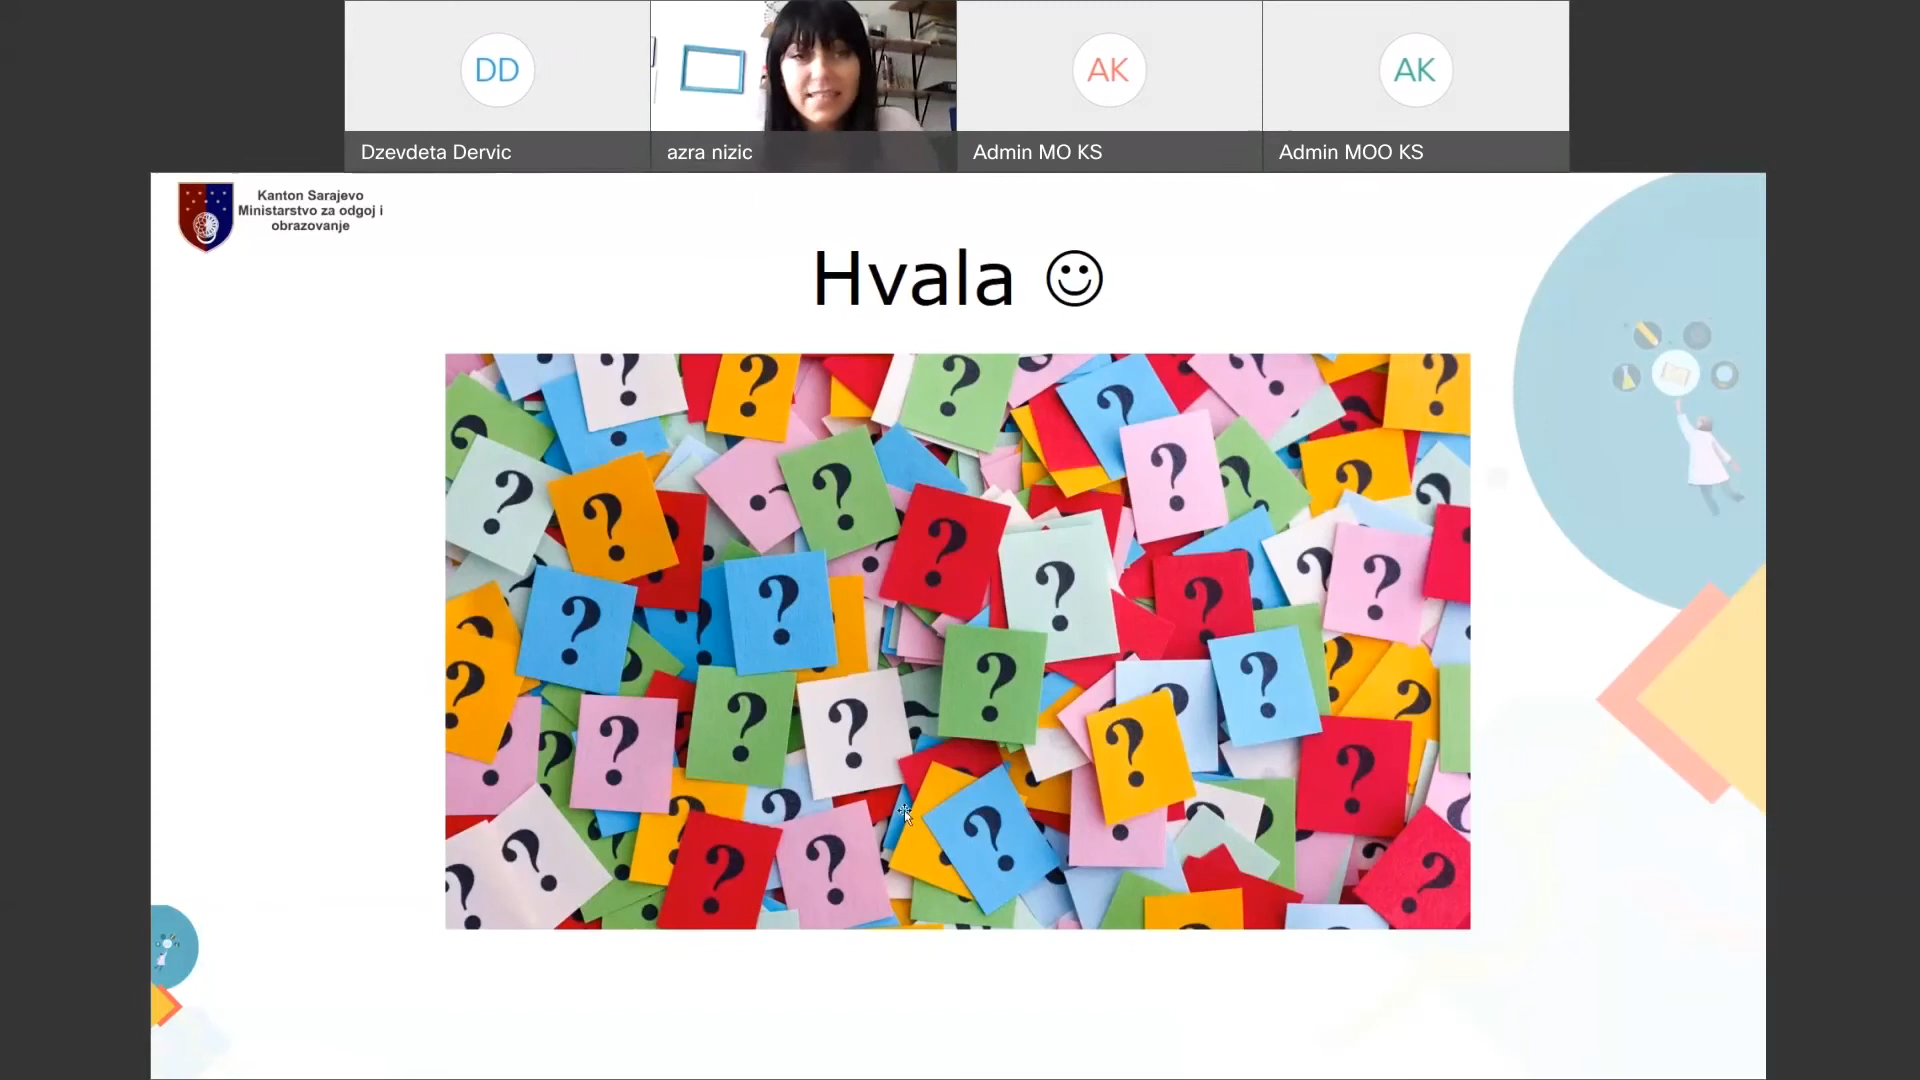 DD
AK
AK
Dzevdeta Dervic
azra nizic
Admin MO KS
Admin MOO KS
Kanton Sarajevo
Ministarstvo za odgoj i
obrazovanje
Hvala ☺